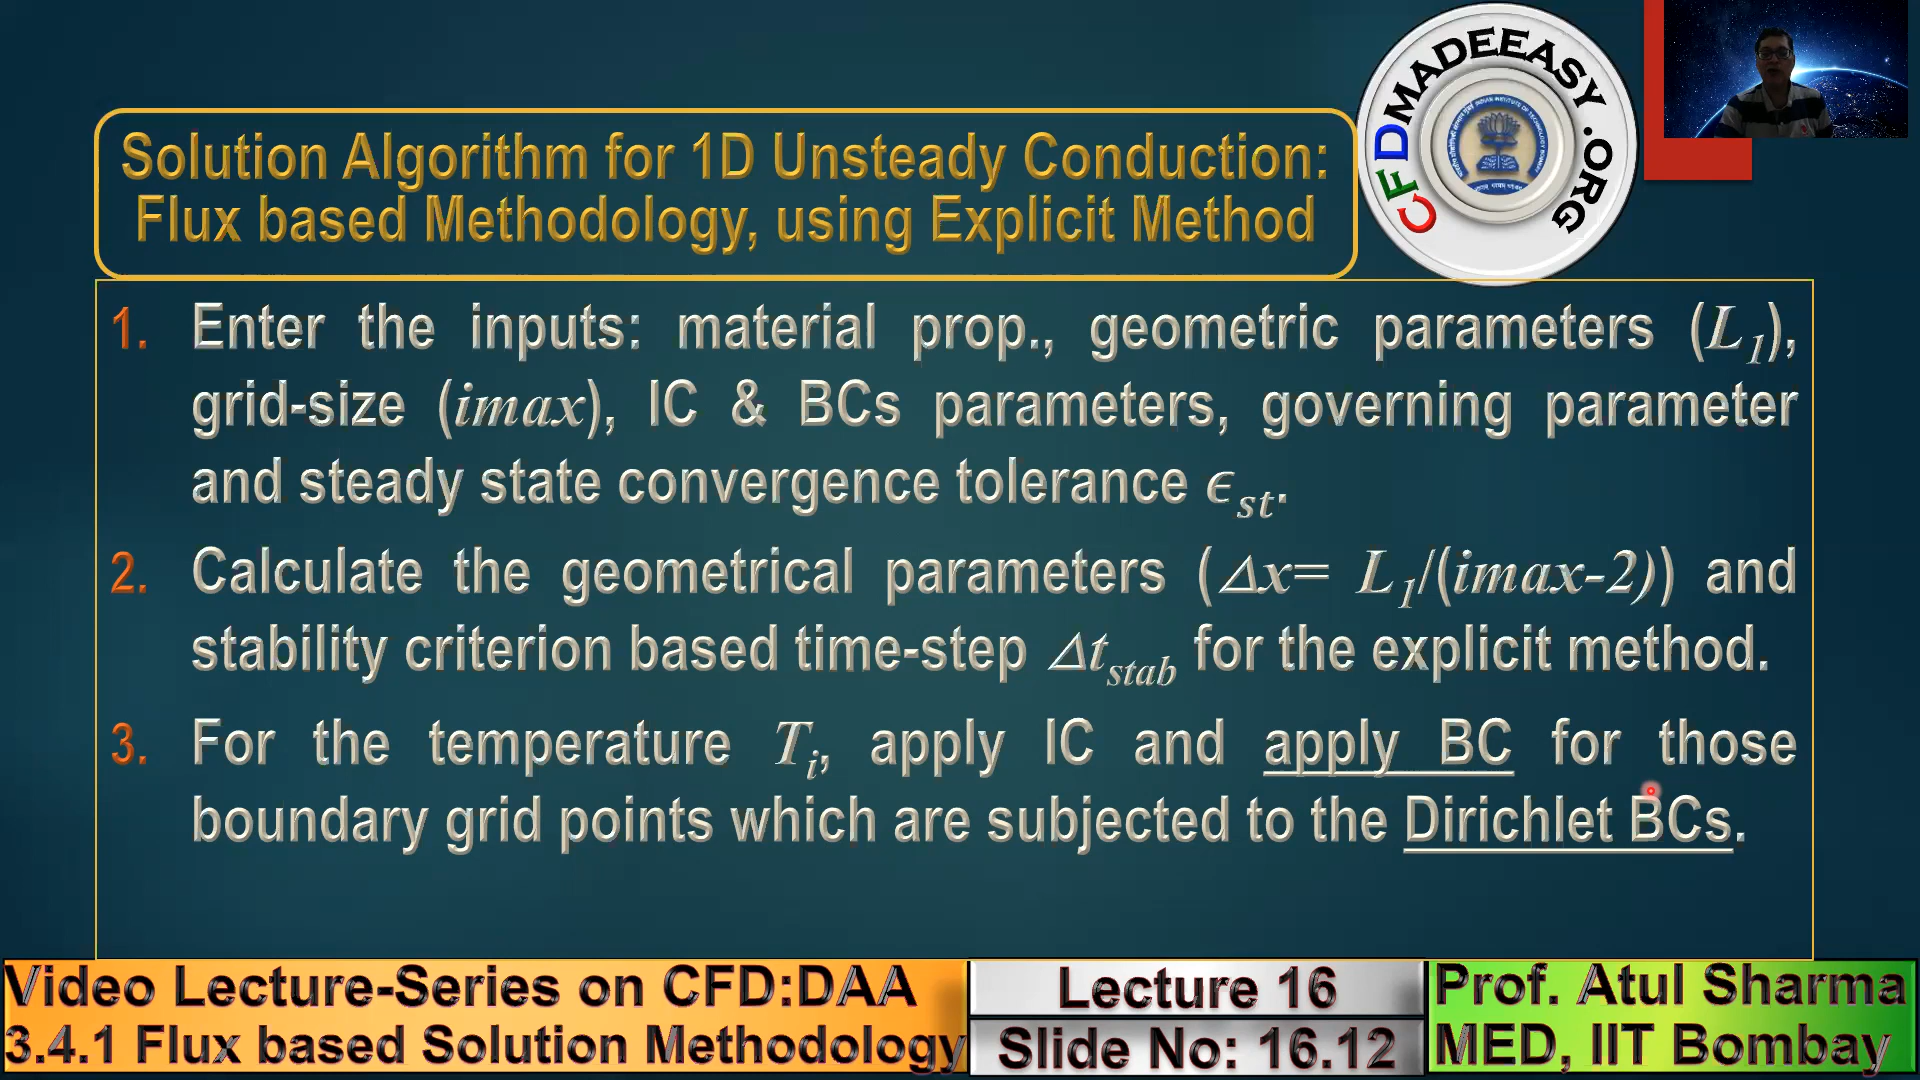 Solution Algorithm for 1D Unsteady Conduction:
Flux based Methodology, using Explicit Method
CFDMADEEASY.ORG
1. Enter the inputs: material prop., geometric parameters (L₁),
grid-size (imax), IC & BCs parameters, governing parameter
and steady state convergence tolerance ϵst.
2. Calculate the geometrical parameters (Δx= L₁/(imax-2)) and
stability criterion based time-step Δtstab for the explicit method.
3. For the temperature Ti, apply IC and apply BC for those
boundary grid points which are subjected to the Dirichlet BCs.
Video Lecture-Series on CFD:DAA
3.4.1 Flux based Solution Methodology
Lecture 16
Slide No: 16.12
Prof. Atul Sharma
MED, IIT Bombay